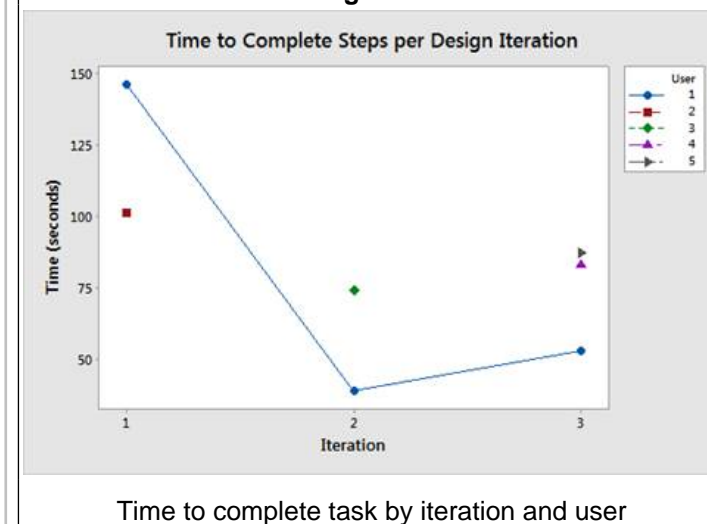 Time to Complete Steps per Design Iteration
150
125
100
75
50
Time (seconds)
1
2
3
Iteration
User
1
2
3
4
5
Time to complete task by iteration and user